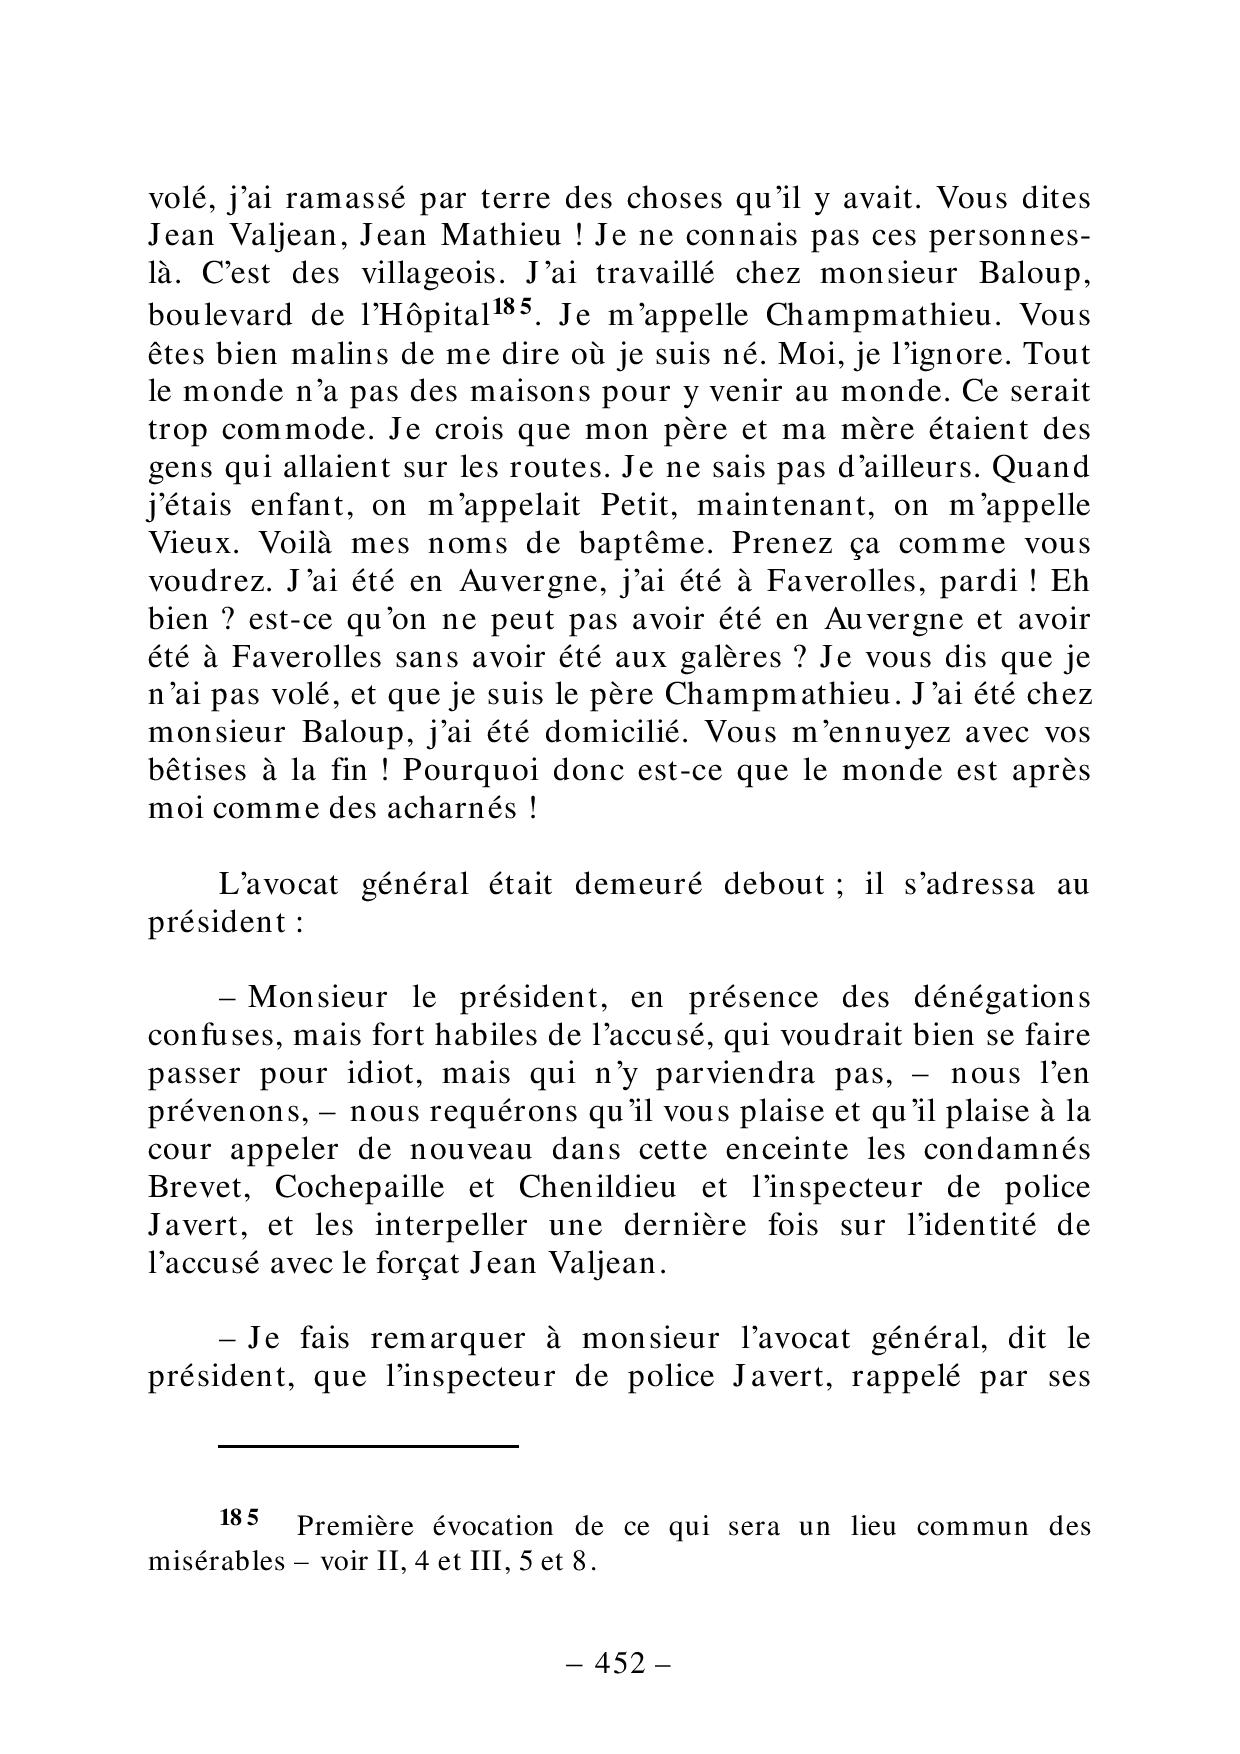 volé, j’ai ramassé par terre des choses qu’il y avait. Vous dites
Jean Valjean, Jean Mathieu ! Je ne connais pas ces personnes-
là. C’est des villageois. J’ai travaillé chez monsieur Baloup,
boulevard de l’Hôpital185. Je m’appelle Champmathieu. Vous
êtes bien malins de me dire où je suis né. Moi, je l’ignore. Tout
le monde n’a pas des maisons pour y venir au monde. Ce serait
trop commode. Je crois que mon père et ma mère étaient des
gens qui allaient sur les routes. Je ne sais pas d’ailleurs. Quand
j’étais enfant, on m’appelait Petit, maintenant, on m’appelle
Vieux. Voilà mes noms de baptême. Prenez ça comme vous
voudrez. J’ai été en Auvergne, j’ai été à Faverolles, pardi ! Eh
bien ? est-ce qu’on ne peut pas avoir été en Auvergne et avoir
été à Faverolles sans avoir été aux galères ? Je vous dis que je
n’ai pas volé, et que je suis le père Champmathieu. J’ai été chez
monsieur Baloup, j’ai été domicilié. Vous m’ennuyez avec vos
bêtises à la fin ! Pourquoi donc est-ce que le monde est après
moi comme des acharnés !
L’avocat général était demeuré debout ; il s’adressa au
président :
– Monsieur le président, en présence des dénégations
confuses, mais fort habiles de l’accusé, qui voudrait bien se faire
passer pour idiot, mais qui n’y parviendra pas, – nous l’en
prévenons, – nous requérons qu’il vous plaise et qu’il plaise à la
cour appeler de nouveau dans cette enceinte les condamnés
Brevet, Cochepaille et Chenildieu et l’inspecteur de police
Javert, et les interpeller une dernière fois sur l’identité de
l’accusé avec le forçat Jean Valjean.
– Je fais remarquer à monsieur l’avocat général, dit le
président, que l’inspecteur de police Javert, rappelé par ses
185 Première évocation de ce qui sera un lieu commun des
misérables – voir II, 4 et III, 5 et 8.
– 452 –